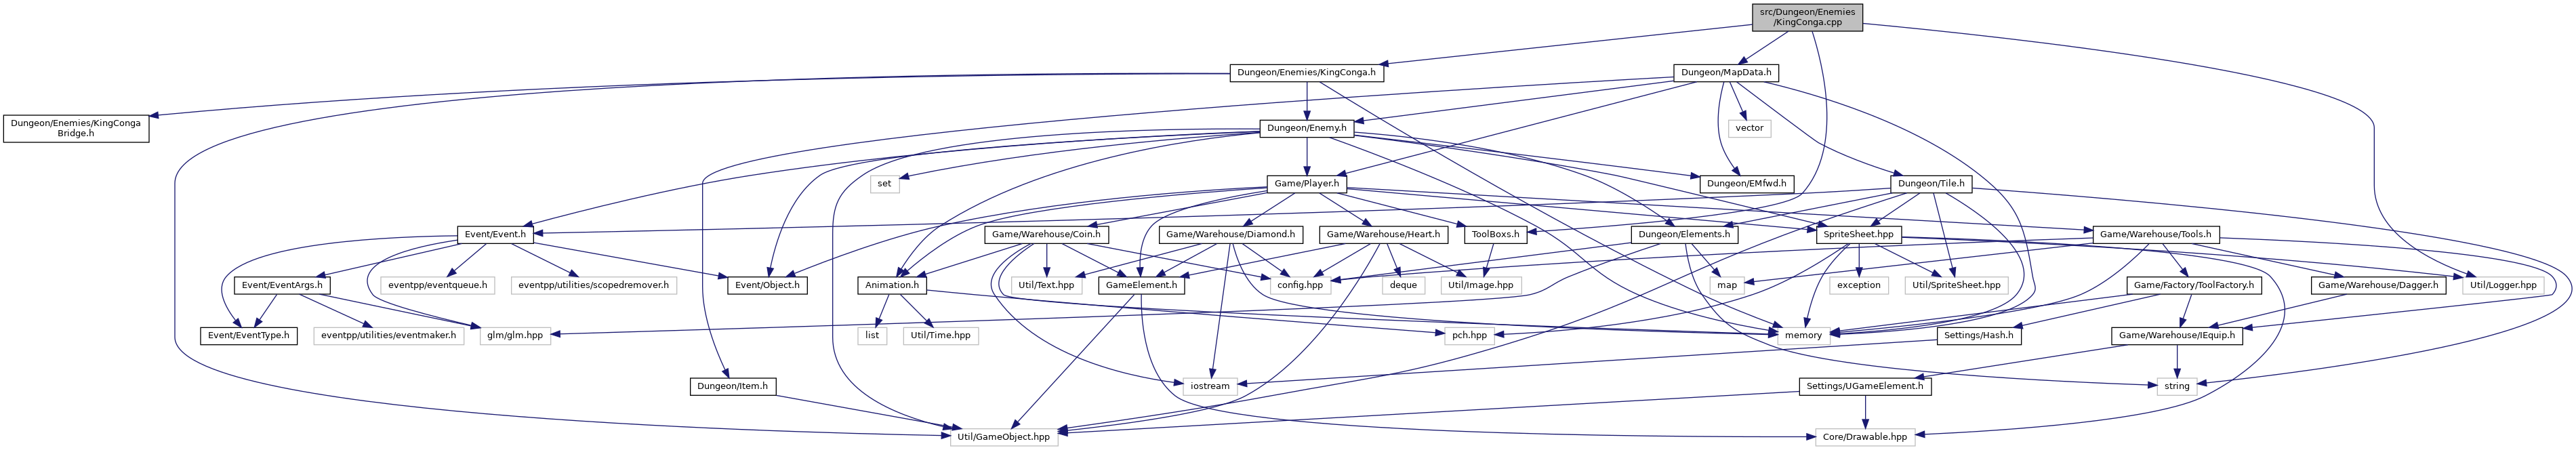 src/Dungeon/Enemies
/KingConga.cpp
Dungeon/Enemies/KingConga.h
Dungeon/MapData.h
Dungeon/Enemies/KingConga
Bridge.h
Dungeon/Enemy.h
vector
set
Game/Player.h
Dungeon/EMfwd.h
Dungeon/Tile.h
Event/Event.h
Game/Warehouse/Coin.h
Game/Warehouse/Diamond.h
Game/Warehouse/Heart.h
ToolBoxs.h
Dungeon/Elements.h
SpriteSheet.hpp
Game/Warehouse/Tools.h
Event/EventArgs.h
eventpp/eventqueue.h
eventpp/utilities/scopedremover.h
Event/Object.h
Animation.h
Util/Text.hpp
GameElement.h
config.hpp
deque
Util/Image.hpp
map
exception
Util/SpriteSheet.hpp
Game/Factory/ToolFactory.h
Game/Warehouse/Dagger.h
Util/Logger.hpp
Event/EventType.h
eventpp/utilities/eventmaker.h
glm/glm.hpp
list
Util/Time.hpp
pch.hpp
memory
Settings/Hash.h
Game/Warehouse/IEquip.h
Dungeon/Item.h
iostream
Settings/UGameElement.h
string
Util/GameObject.hpp
Core/Drawable.hpp